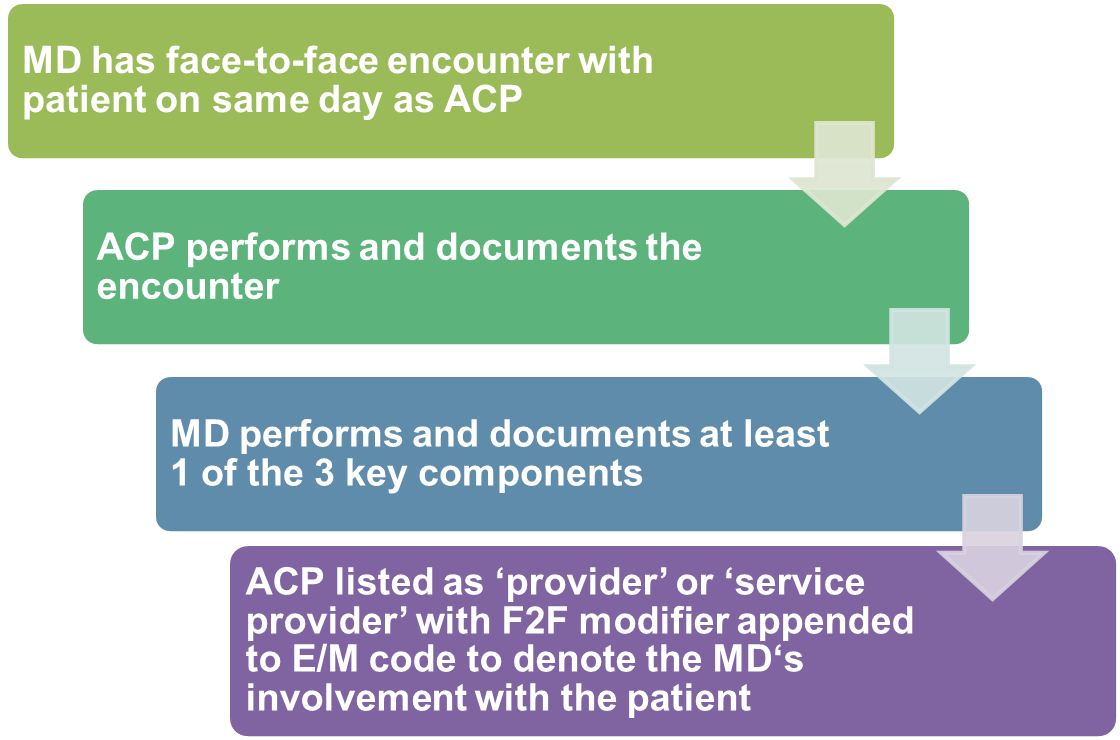 MD has face-to-face encounter with
patient on same day as ACP
ACP performs and documents the
encounter
MD performs and documents at least
1 of the 3 key components
ACP listed as ‘provider’ or ‘service
provider’ with F2F modifier appended
to E/M code to denote the MD‘s
involvement with the patient